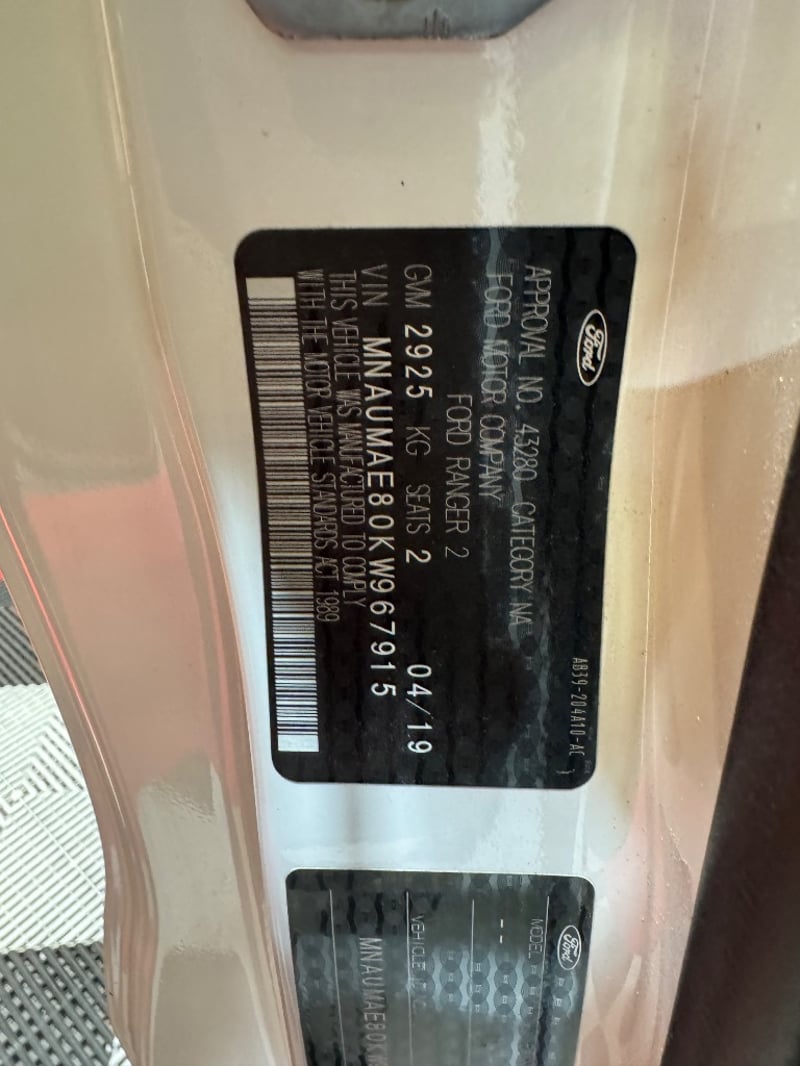 Ford
AB39-204A10-AC
APPROVAL NO. 43280 CATEGORY NA
FORD MOTOR COMPANY
FORD RANGER 2
GVM 2925 KG SEATS 2 04/19
VIN MNAUMAE80KW967915
THIS VEHICLE WAS MANUFACTURED TO COMPLY
WITH THE MOTOR VEHICLE STANDARDS ACT 1989
Ford
MODEL
--
VEHICLE
MNAUMAE80KW